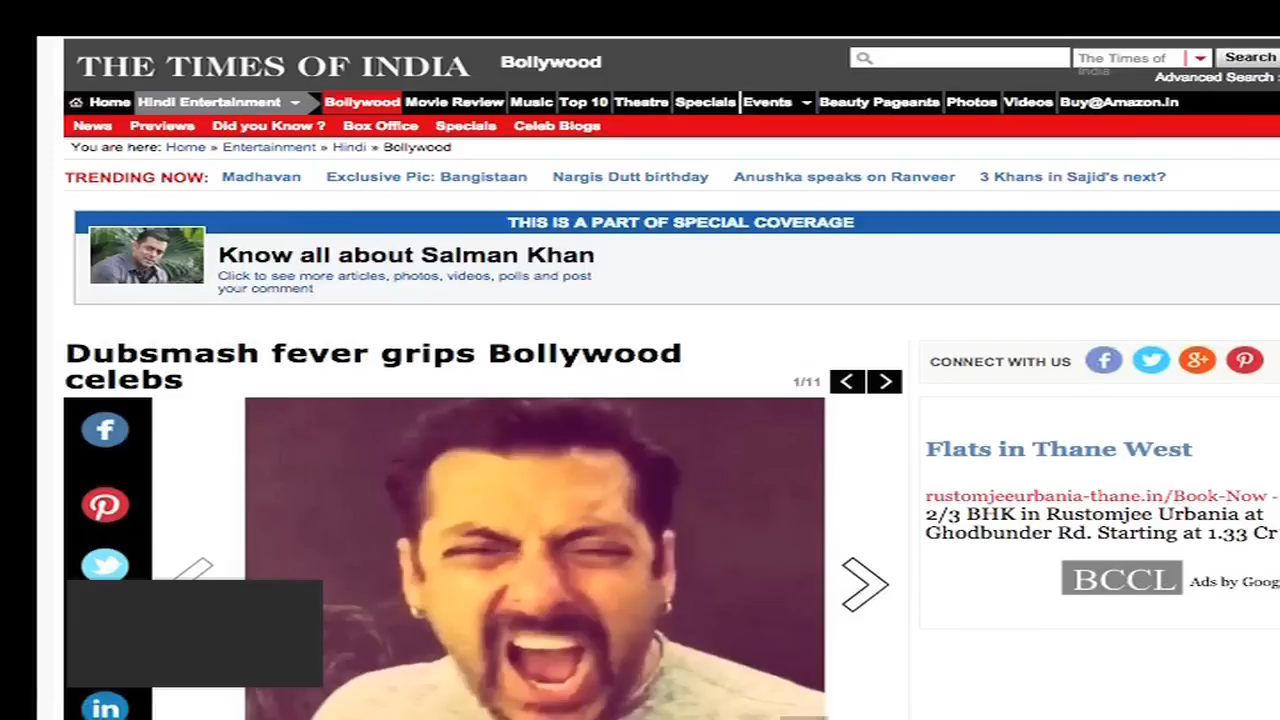 THE TIMES OF INDIA Bollywood
The Times of India
Search
Advanced Search
Home Hindi Entertainment Bollywood Movie Review Music Top 10 Theatre Specials Events Beauty Pageants Photos Videos Buy@Amazon.in
News Previews Did you Know ? Box Office Specials Celeb Blogs
You are here: Home » Entertainment » Hindi » Bollywood
TRENDING NOW: Madhavan Exclusive Pic: Bangistaan Nargis Dutt birthday Anushka speaks on Ranveer 3 Khans in Sajid's next?
THIS IS A PART OF SPECIAL COVERAGE
Know all about Salman Khan
Click to see more articles, photos, videos, polls and post
your comment
Dubsmash fever grips Bollywood
celebs
1/11
CONNECT WITH US
Flats in Thane West
rustomjeeurbania-thane.in/Book-Now -
2/3 BHK in Rustomjee Urbania at
Ghodbunder Rd. Starting at 1.33 Cr
BCCL Ads by Goog